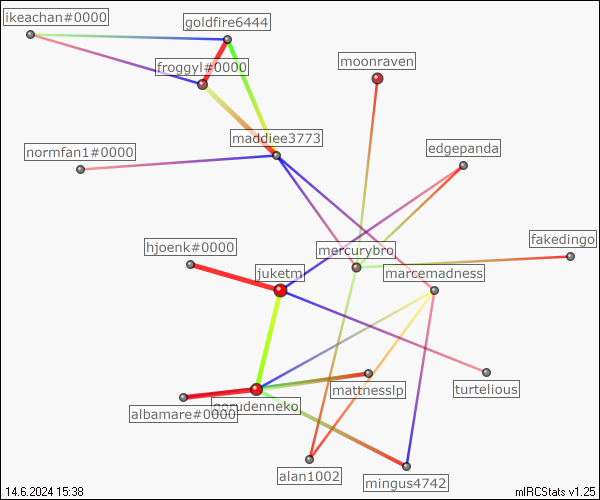 ikeachan#0000
goldfire6444
froggyl#0000
moonraven
maddiee3773
edgepanda
normfan1#0000
hjoenk#0000
mercurybro
fakedingo
juketm
marcemadness
mattnesslp
turtelious
albamare#0000
alan1002
mingus4742
14.6.2024 15:38
mIRCStats v1.25